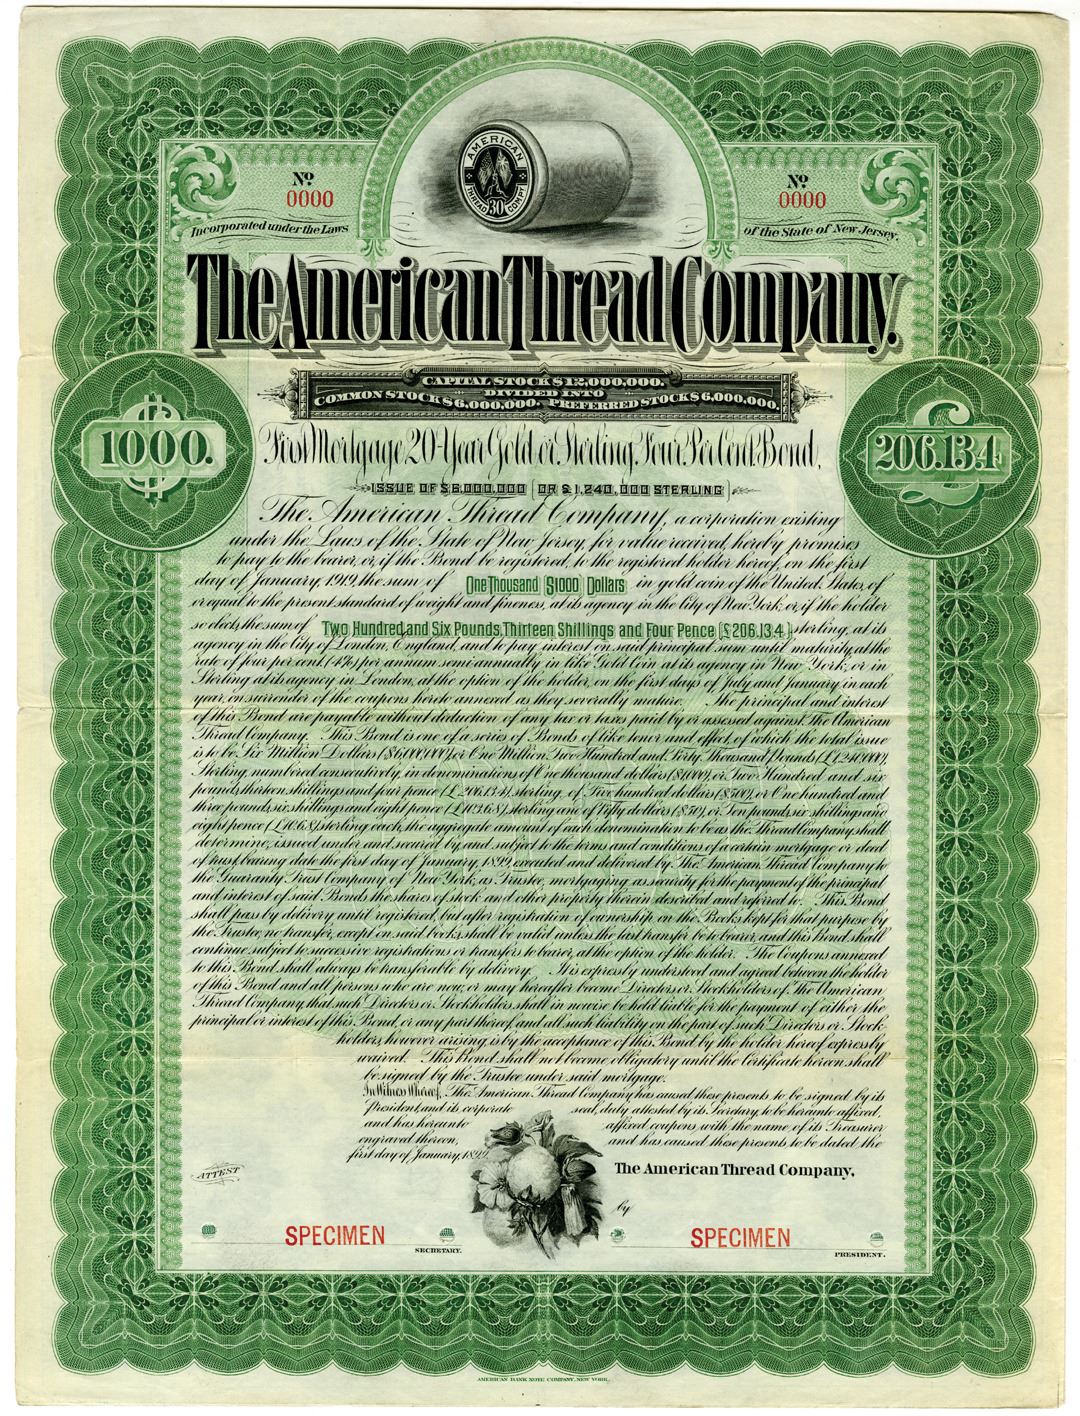 AMERICAN
THREAD 30 COMPY
No
0000
No
0000
Incorporated under the Laws
of the State of New Jersey.
The American Thread Company.
CAPITAL STOCK $12,000,000.
DIVIDED INTO
COMMON STOCK $6,000,000. PREFERRED STOCK $6,000,000.
1000.
206.13.4
First Mortgage 20-Year Gold or Sterling Four Per Cent Bond,
ISSUE OF $6,000,000 (OR £1,240,000 STERLING)
The American Thread Company, a corporation existing
under the Laws of the State of New Jersey, for value received, hereby promises
to pay to the bearer, or, if the Bond be registered, to the registered holder hereof, on the first
day of January, 1919, the sum of One Thousand ($1000) Dollars in gold coin of the United States, of
or equal to the present standard of weight and fineness, at its agency in the City of New York, or, if the holder
so elects, the sum of Two Hundred and Six Pounds, Thirteen Shillings and Four Pence (£206.13.4) sterling, at its
agency in the City of London, England, and to pay interest on said principal sum until maturity, at the
rate of four per cent. (4%) per annum semi-annually in like Gold Coin at its agency in New York, or in
Sterling at its agency in London, at the option of the holder, on the first days of July and January in each
year, on surrender of the coupons hereto annexed as they severally mature. The principal and interest
of this Bond are payable without deduction of any tax or taxes paid by or assessed against The American
Thread Company. This Bond is one of a series of Bonds of like tenor and effect, of which the total issue
is to be Six Million Dollars ($6,000,000), or One Million, Two Hundred and Forty Thousand Pounds (£1,240,000),
Sterling, numbered consecutively, in denominations of One thousand dollars ($1000), or Two Hundred and six
pounds, thirteen shillings and four pence (£206.13.4) sterling, of Five hundred dollars ($500), or One hundred and
three pounds, six shillings and eight pence (£103.6.8) sterling and of Fifty dollars ($50), or Ten pounds, six shillings and
eight pence (£10.6.8) sterling each, the aggregate amount of each denomination to be as the Thread Company shall
determine, issued under and secured by, and subject to the terms and conditions of a certain mortgage or deed
of trust, bearing date the first day of January, 1899, executed and delivered by The American Thread Company to
the Guaranty Trust Company of New York, as Trustee, mortgaging as security for the payment of the principal
and interest of said Bonds the shares of stock and other property therein described and referred to. This Bond
shall pass by delivery until registered, but after registration of ownership on the Books kept for that purpose by
the Trustee, no transfer, except on said books, shall be valid unless the last transfer be to bearer, and this Bond shall
continue subject to successive registrations or transfers to bearer, at the option of the holder. The Coupons annexed
to this Bond shall always be transferable by delivery. It is expressly understood and agreed between the holder
of this Bond and all persons who are now, or may hereafter become Directors or Stockholders of The American
Thread Company, that such Directors or Stockholders shall in nowise be held liable for the payment of either the
principal or interest of this Bond, or any part thereof and all such liability on the part of such Directors or Stock-
holders, however arising is by the acceptance of this Bond by the holder hereof expressly
waived. This Bond shall not become obligatory until the Certificate hereon shall
be signed by the Trustee under said mortgage.
In Witness Whereof, The American Thread Company has caused these presents to be signed by its
President, and its corporate seal, duly attested by its Secretary, to be hereunto affixed,
and has hereunto affixed coupons, with the name of its Treasurer
engraved thereon, and has caused these presents to be dated, the
first day of January, 1899.
ATTEST
The American Thread Company,
by
SPECIMEN
SECRETARY.
SPECIMEN
PRESIDENT.
AMERICAN BANK NOTE COMPANY, NEW YORK.